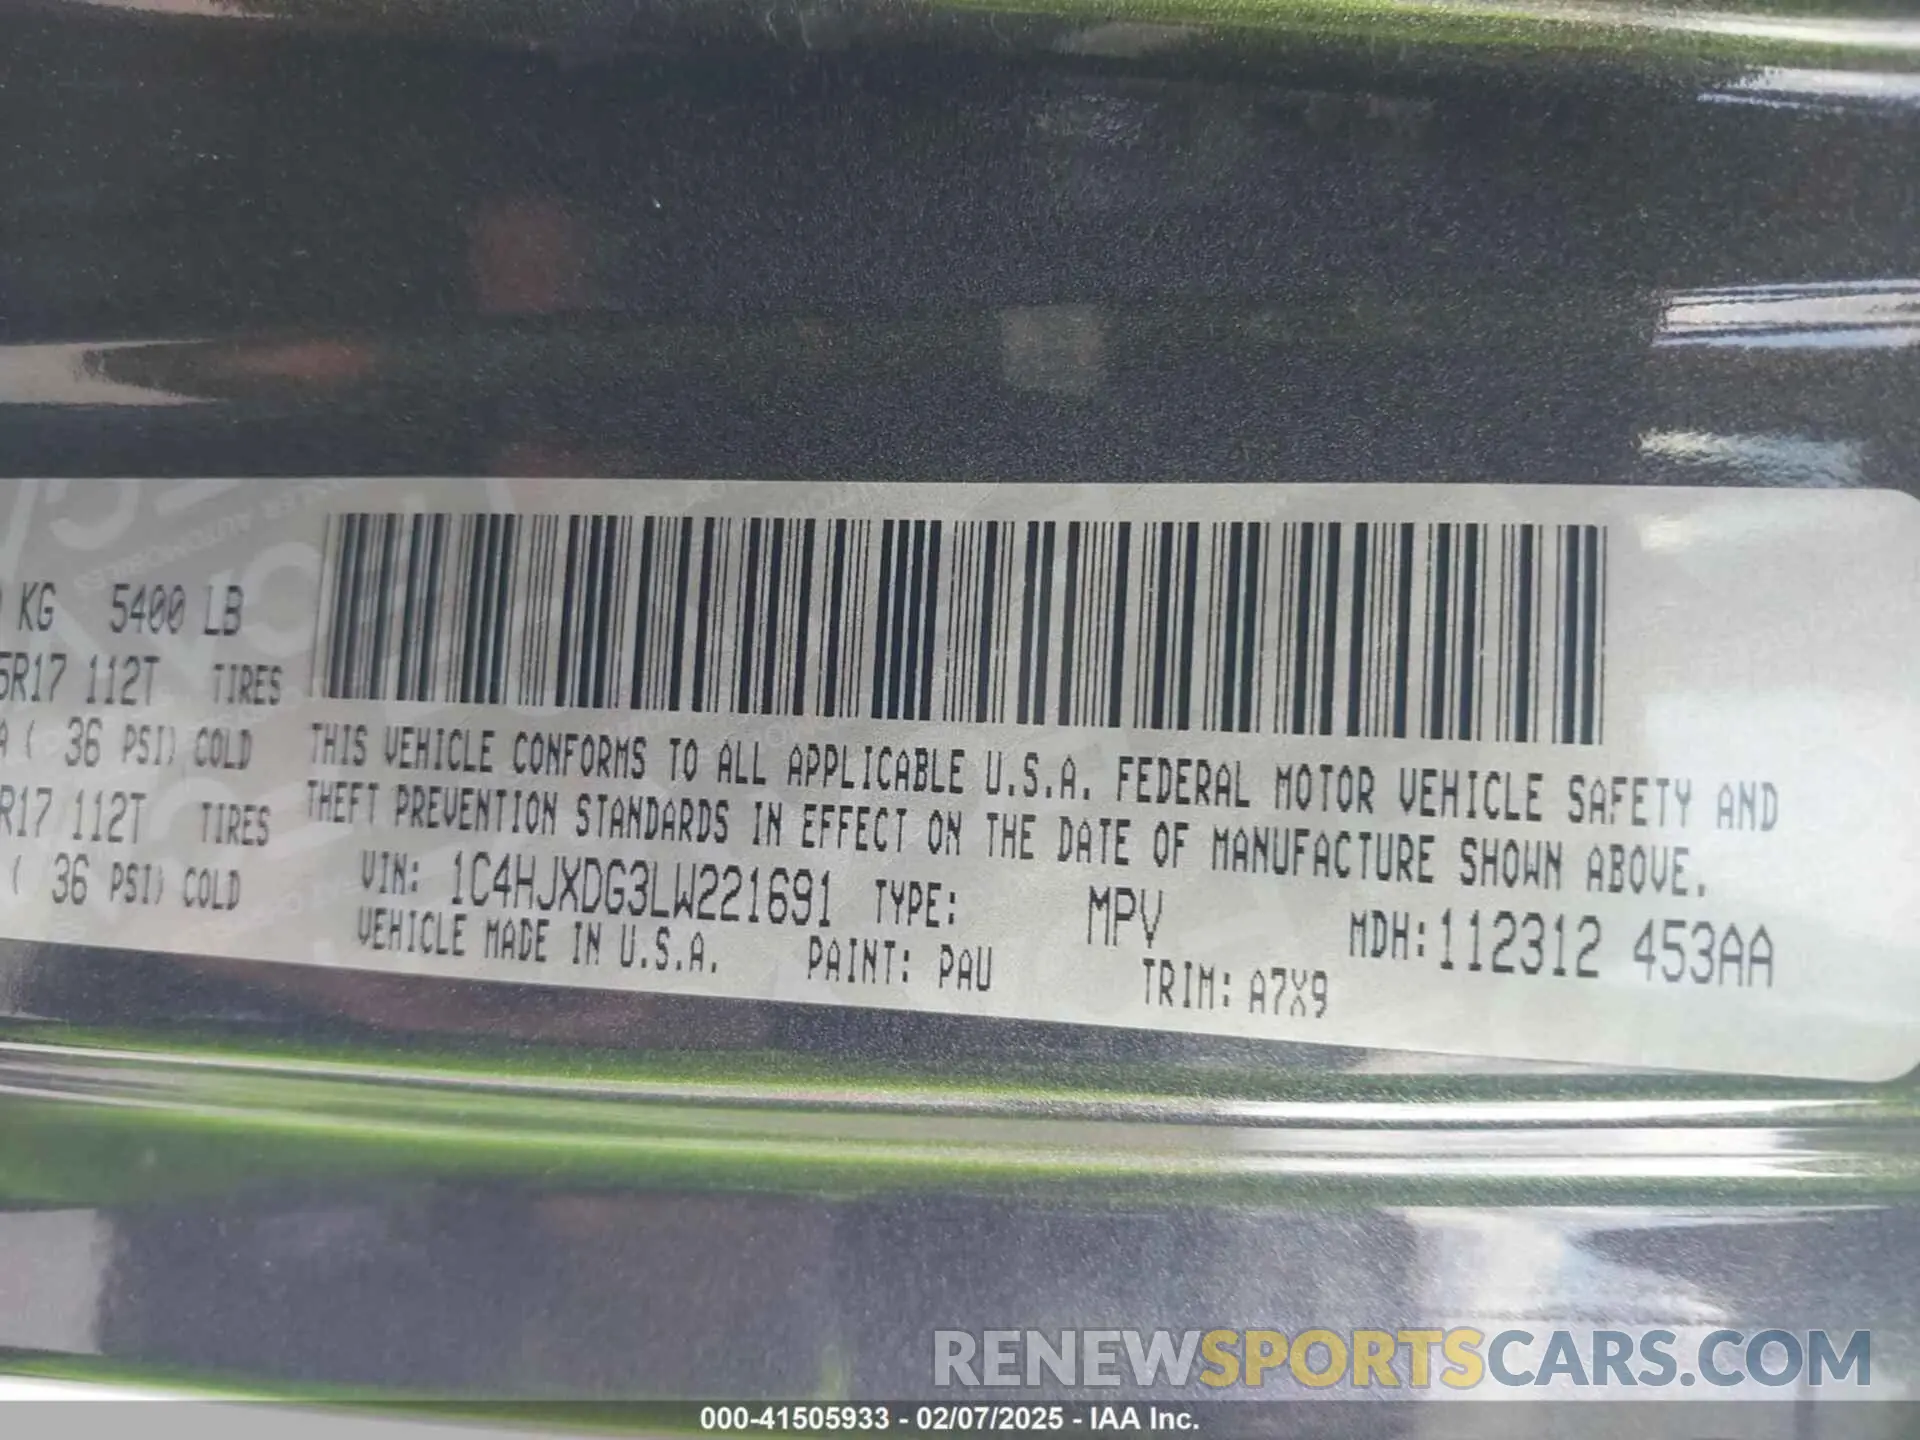 KG 5400 LB
5R17 112T TIRES
A ( 36 PSI) COLD
R17 112T TIRES
( 36 PSI) COLD
THIS VEHICLE CONFORMS TO ALL APPLICABLE U.S.A. FEDERAL MOTOR VEHICLE SAFETY AND
THEFT PREVENTION STANDARDS IN EFFECT ON THE DATE OF MANUFACTURE SHOWN ABOVE.
VIN: 1C4HJXDG3LW221691 TYPE: MPV MDH:112312 453AA
VEHICLE MADE IN U.S.A. PAINT: PAU TRIM: A7X9
RENEWSPORTSCARS.COM
000-41505933 - 02/07/2025 - IAA Inc.